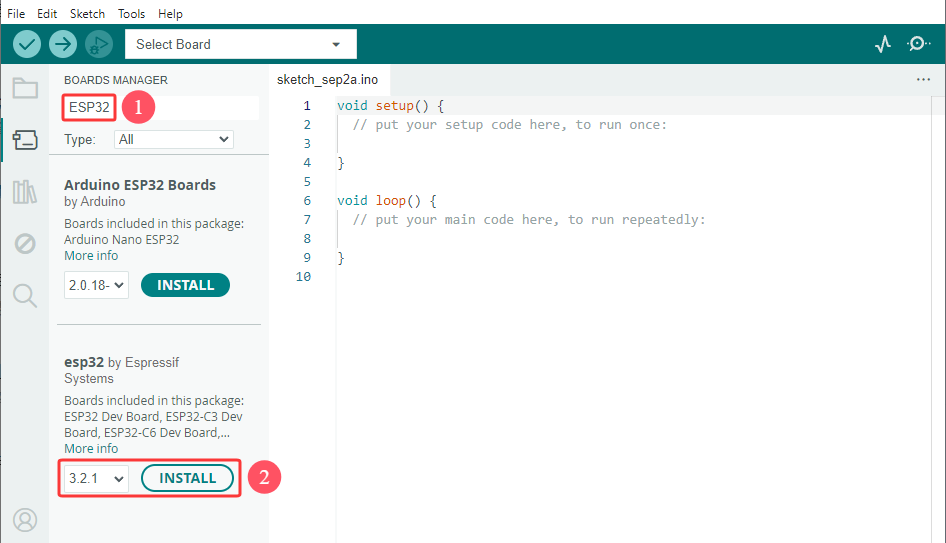 File Edit Sketch Tools Help
Select Board
BOARDS MANAGER
ESP32 1
Type: All
Arduino ESP32 Boards
by Arduino
Boards included in this package:
Arduino Nano ESP32
More info
2.0.18- INSTALL
esp32 by Espressif
Systems
Boards included in this package:
ESP32 Dev Board, ESP32-C3 Dev
Board, ESP32-C6 Dev Board,...
More info
3.2.1 INSTALL 2
sketch_sep2a.ino
1 void setup() {
2 // put your setup code here, to run once:
3
4 }
5
6 void loop() {
7 // put your main code here, to run repeatedly:
8
9 }
10